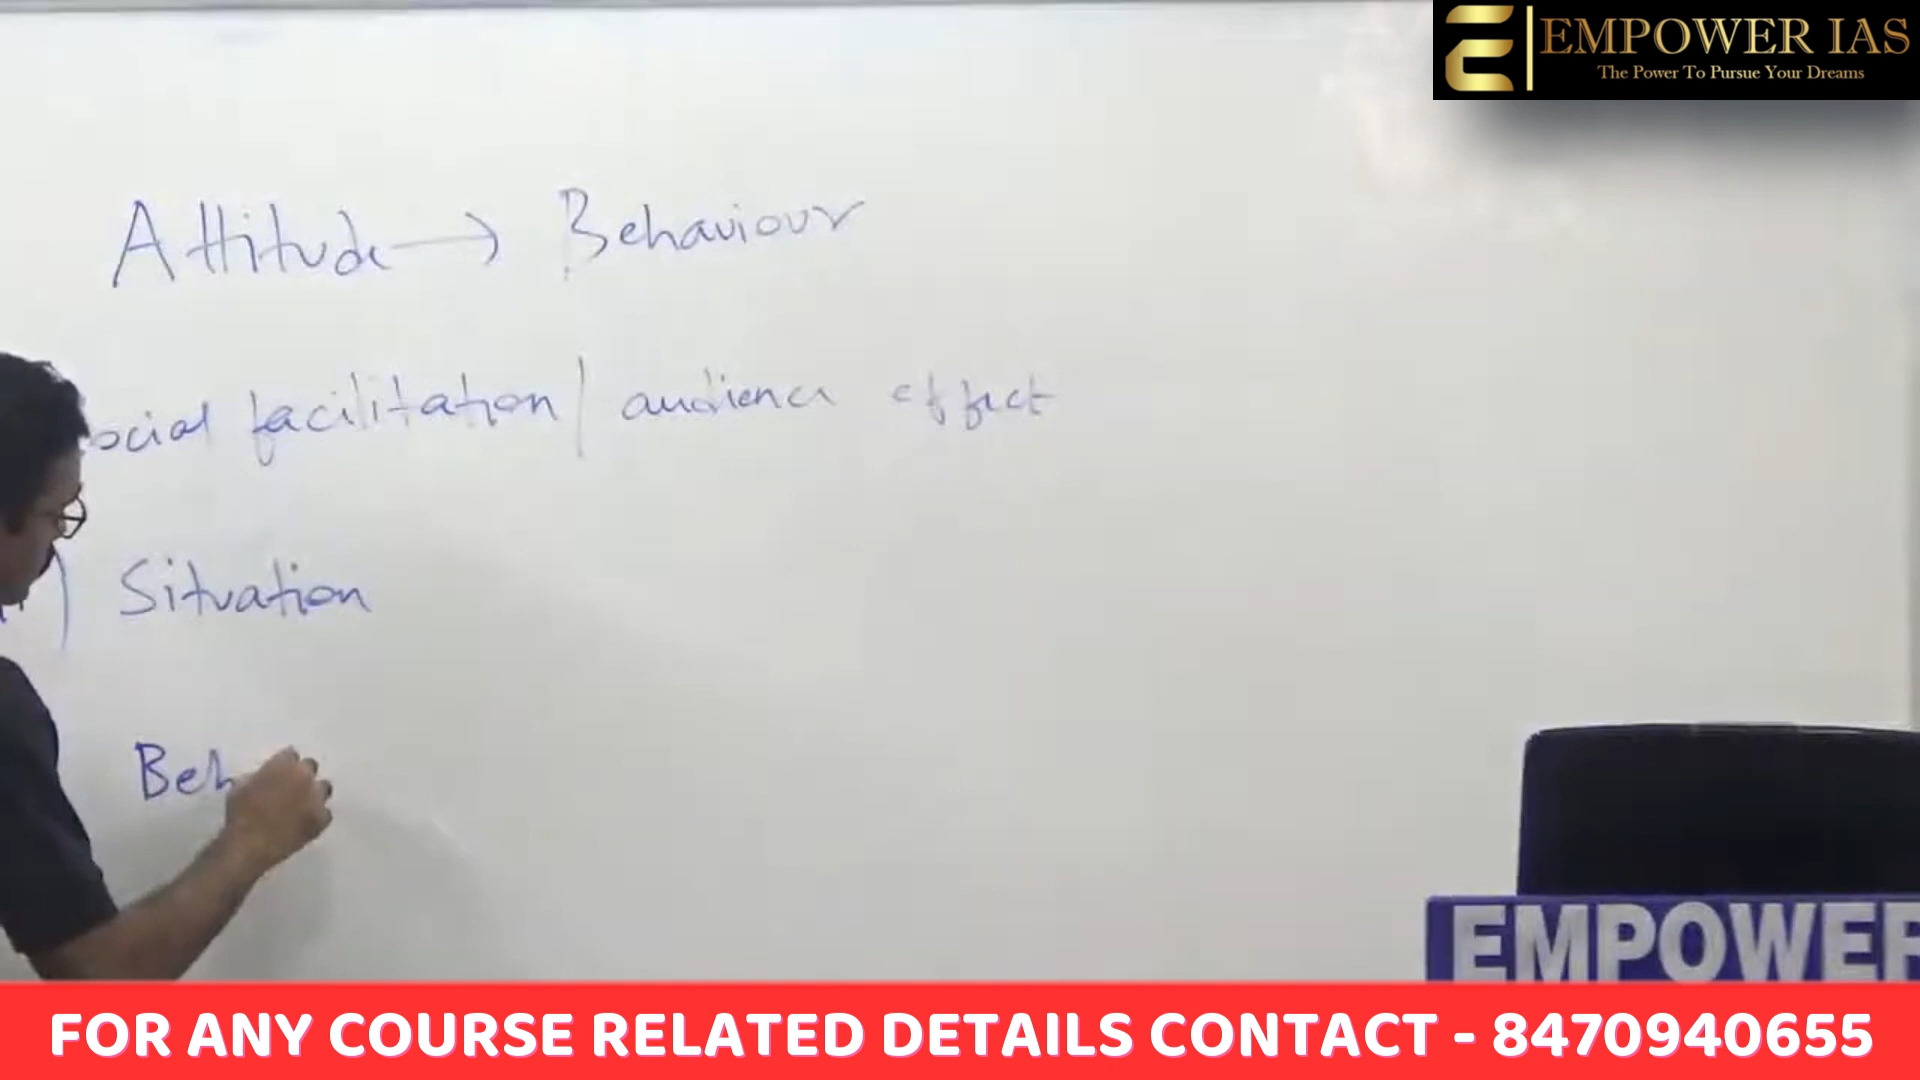 EMPOWER IAS
The Power To Pursue Your Dreams
Attitude → Behaviour
ocial facilitation / audience effect
) Situation
Beh
EMPOWER
FOR ANY COURSE RELATED DETAILS CONTACT - 8470940655